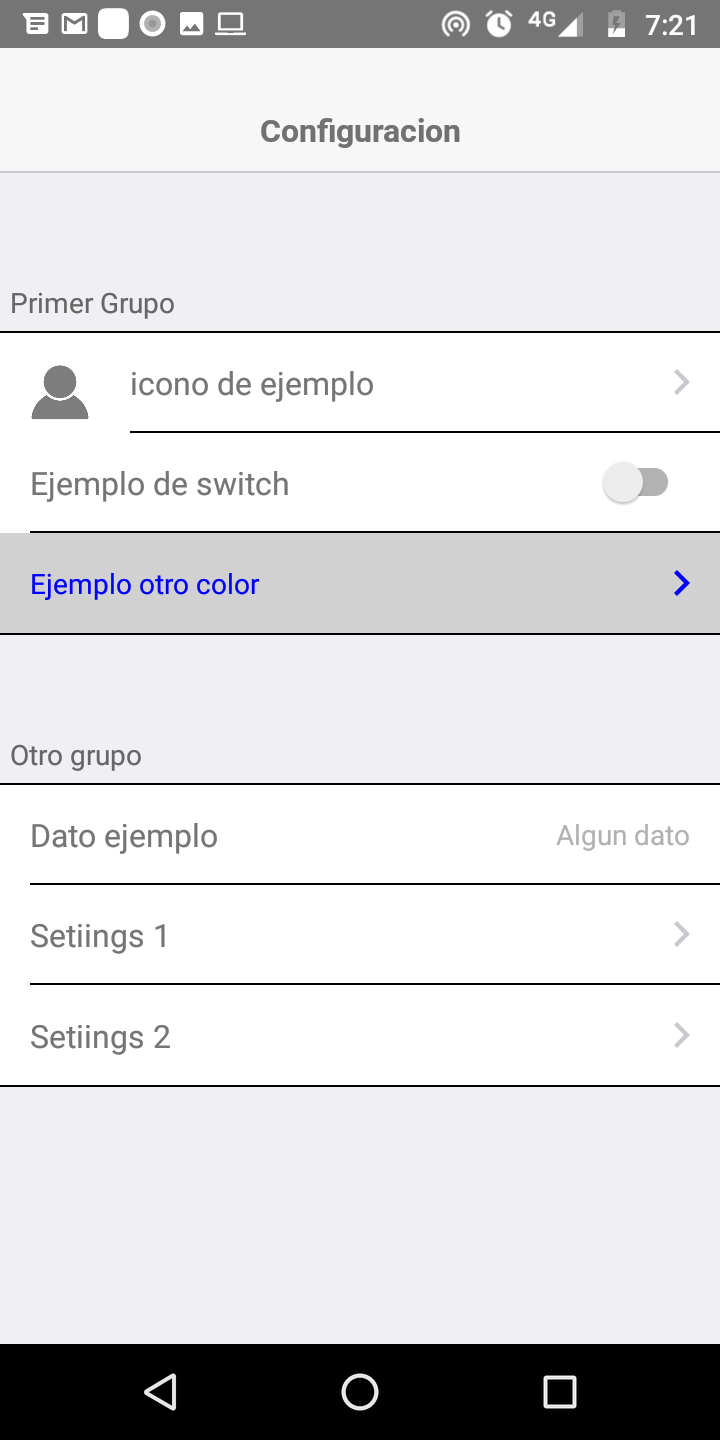 4G 7:21
Configuracion
Primer Grupo
icono de ejemplo
Ejemplo de switch
Ejemplo otro color
Otro grupo
Dato ejemplo Algun dato
Setiings 1
Setiings 2